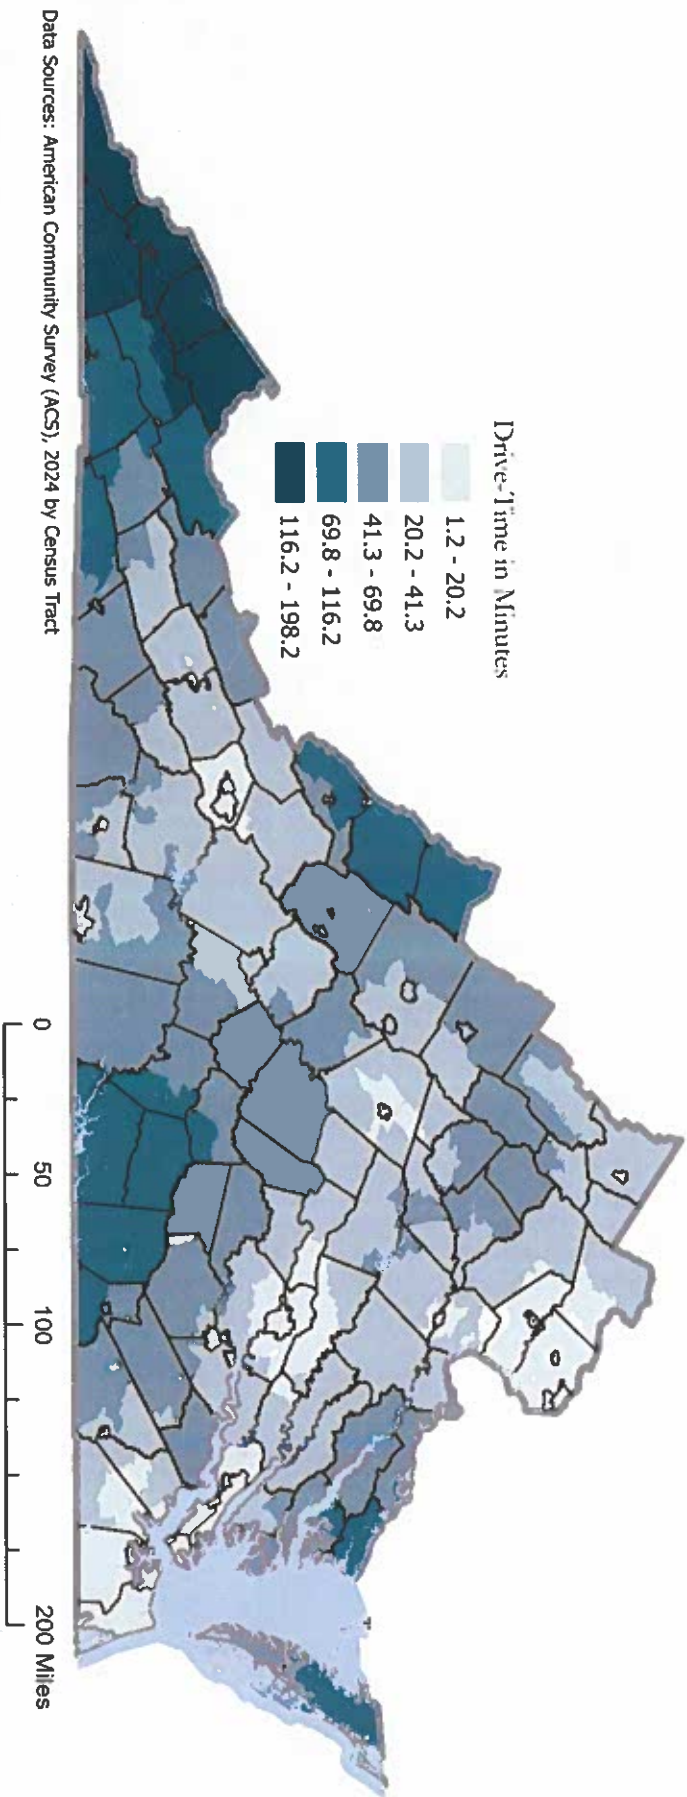 Drive-Time in Minutes
1.2 - 20.2
20.2 - 41.3
41.3 - 69.8
69.8 - 116.2
116.2 - 198.2
0 50 100 200 Miles
Data Sources: American Community Survey (ACS), 2024 by Census Tract